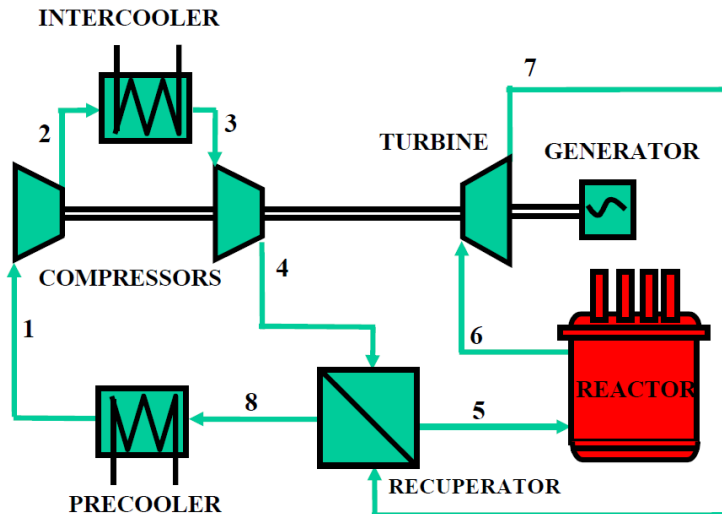 INTERCOOLER
7
2
3
TURBINE
GENERATOR
COMPRESSORS
4
1
6
REACTOR
8
5
RECUPERATOR
PRECOOLER